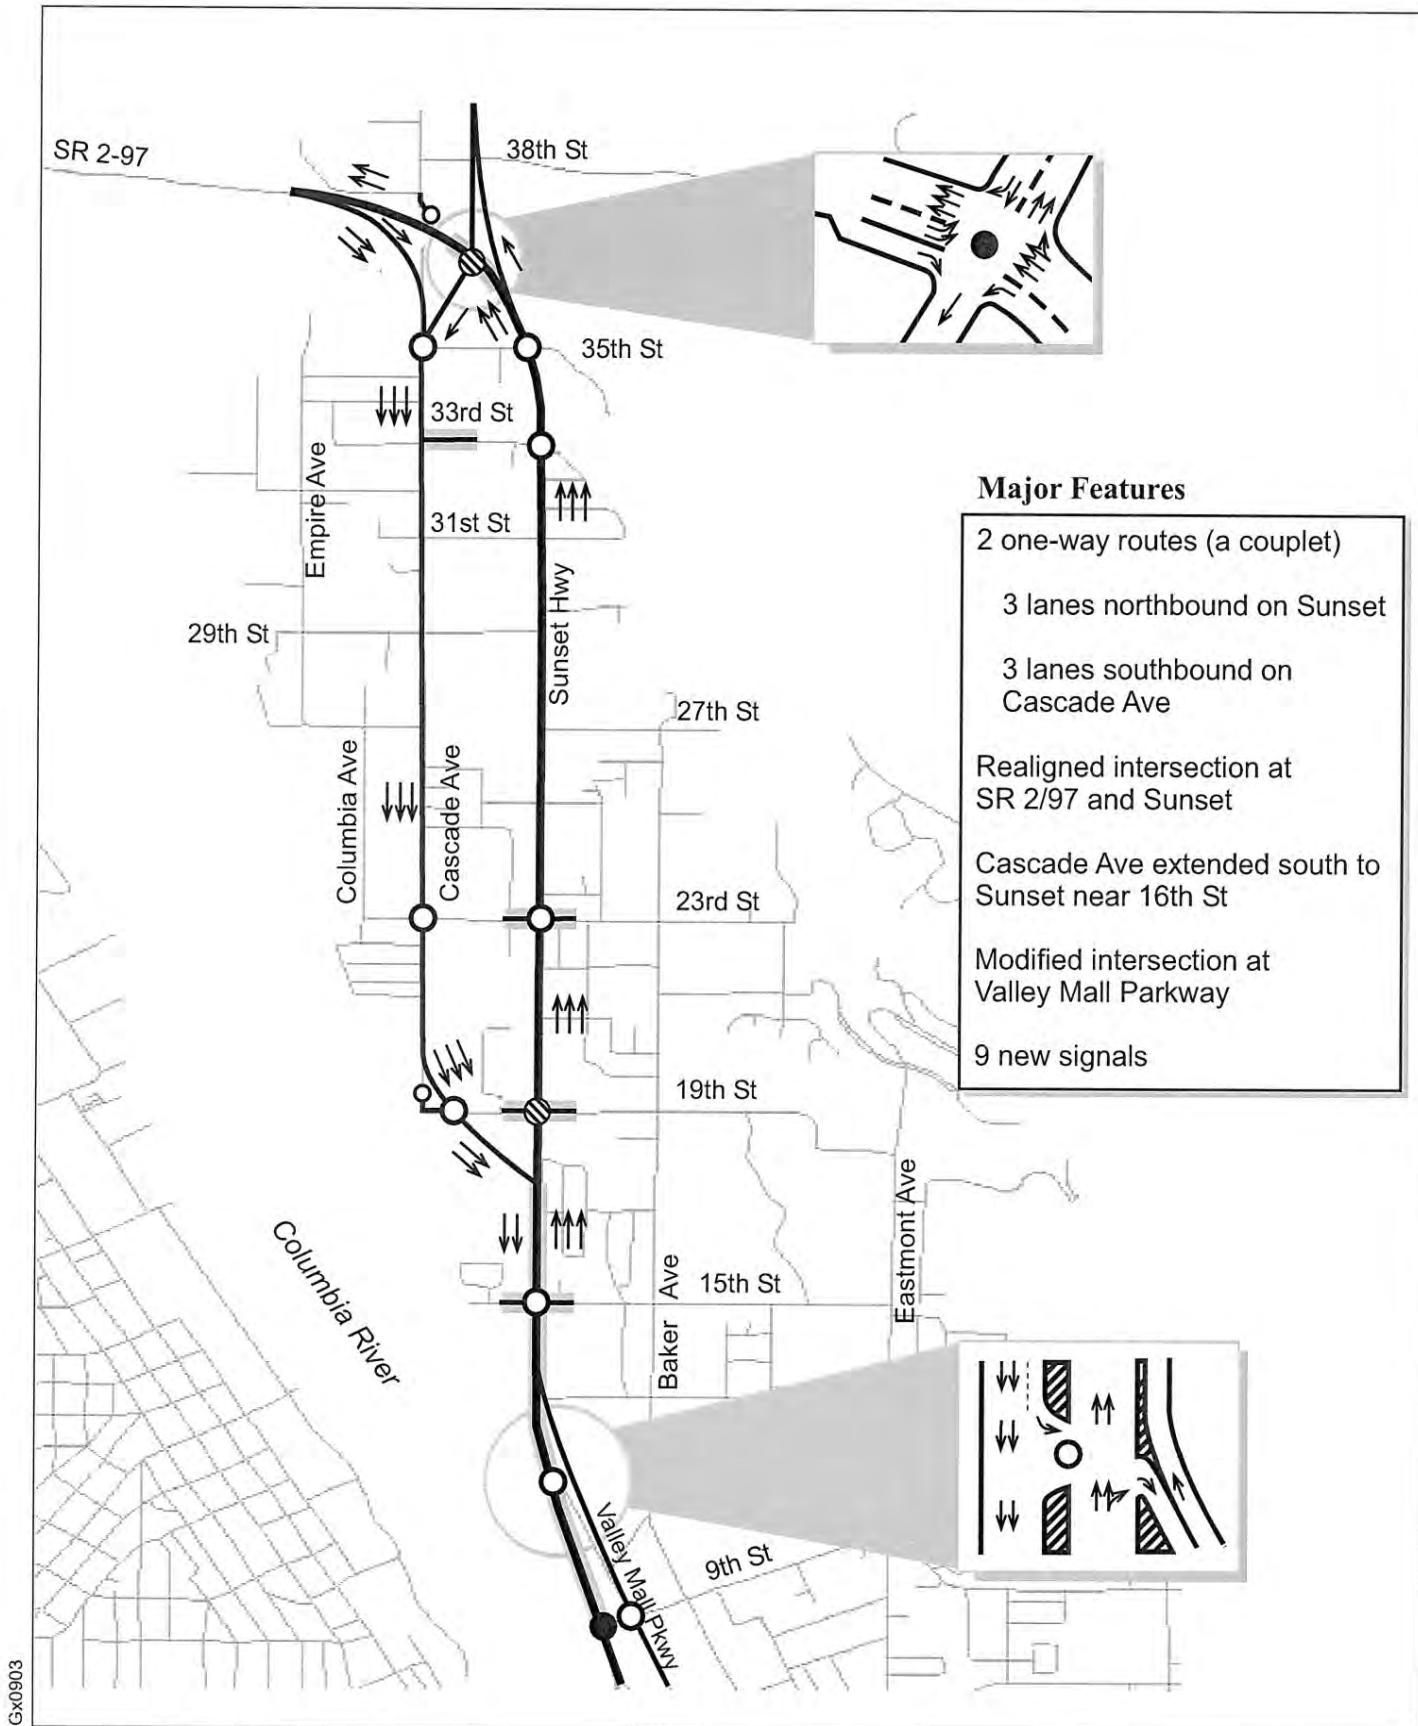 SR 2-97
38th St
35th St
33rd St
Empire Ave
31st St
Sunset Hwy
29th St
27th St
Columbia Ave
Cascade Ave
23rd St
19th St
Eastmont Ave
Columbia River
15th St
Baker Ave
Valley Mall Pkwy
9th St
Major Features
2 one-way routes (a couplet)
3 lanes northbound on Sunset
3 lanes southbound on
Cascade Ave
Realigned intersection at
SR 2/97 and Sunset
Cascade Ave extended south to
Sunset near 16th St
Modified intersection at
Valley Mall Parkway
9 new signals
Gx0903